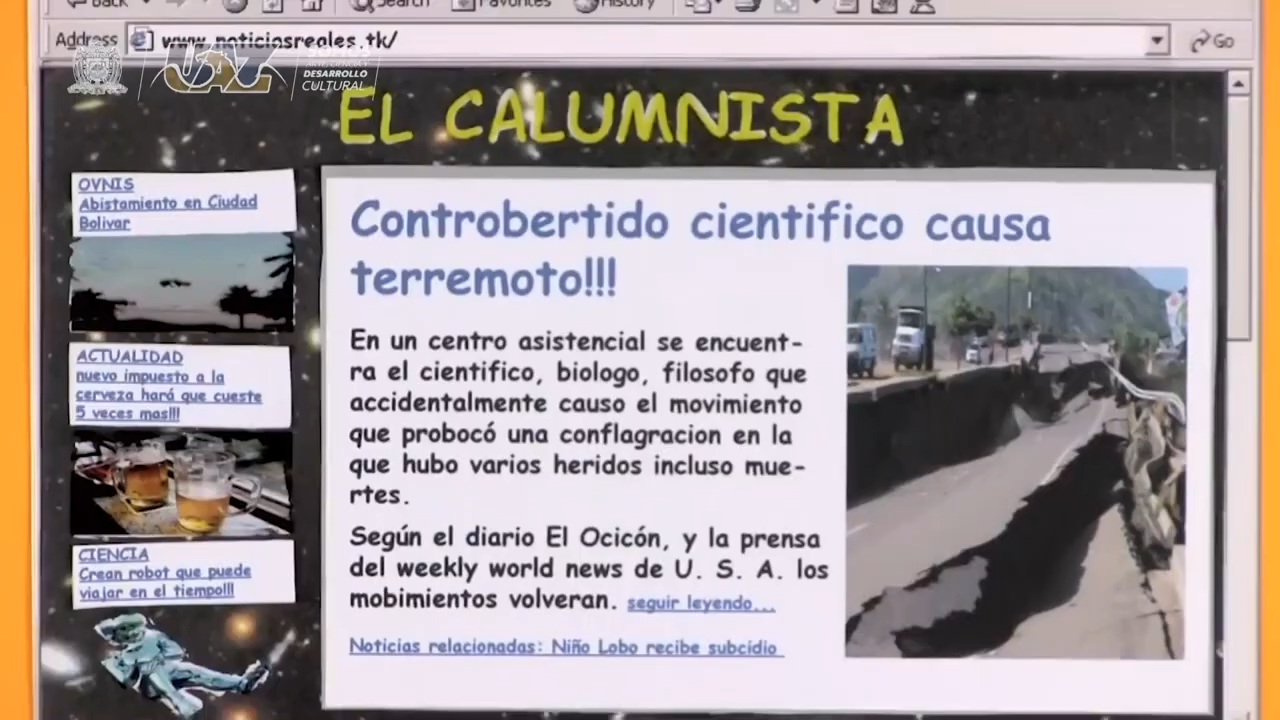 Back
Search
Favorites
History
Address
www.noticiasreales.tk/
Go
UAZ
DESARROLLO
CULTURAL
EL CALUMNISTA
OVNIS
Abistamiento en Ciudad
Bolivar
ACTUALIDAD
nuevo impuesto a la
cerveza hará que cueste
5 veces mas!!!
CIENCIA
Crean robot que puede
viajar en el tiempo!!!
Controbertido cientifico causa
terremoto!!!
En un centro asistencial se encuent-
ra el cientifico, biologo, filosofo que
accidentalmente causo el movimiento
que probocó una conflagracion en la
que hubo varios heridos incluso mue-
rtes.
Según el diario El Ocicón, y la prensa
del weekly world news de U. S. A. los
mobimientos volveran. seguir leyendo...
Noticias relacionadas: Niño Lobo recibe subcidio